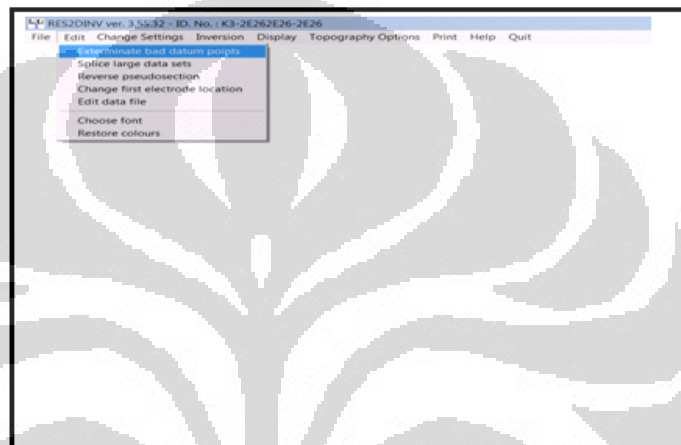 RES2DINV ver. 3.55.32 - ID. No. : K3-2E262E26-2E26
File Edit Change Settings Inversion Display Topography Options Print Help Quit
Exterminate bad datum points
Splice large data sets
Reverse pseudosection
Change first electrode location
Edit data file
Choose font
Restore colours